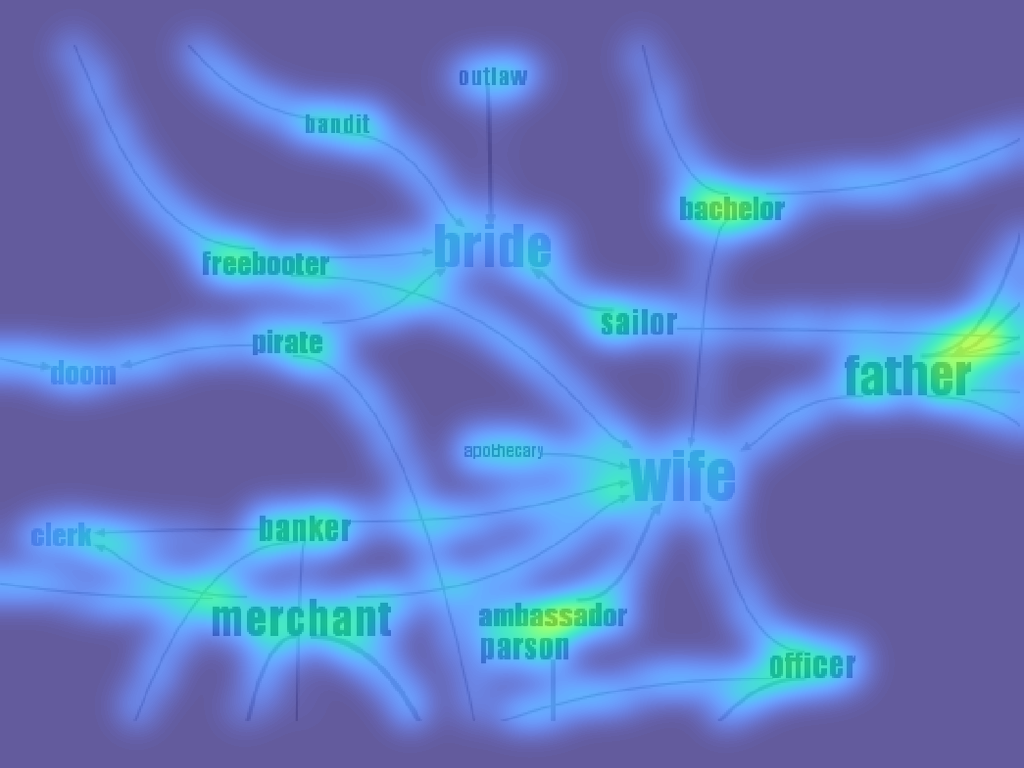 outlaw
bandit
bachelor
bride
freebooter
sailor
pirate
doom
father
apothecary
wife
clerk
banker
merchant
ambassador
parson
officer